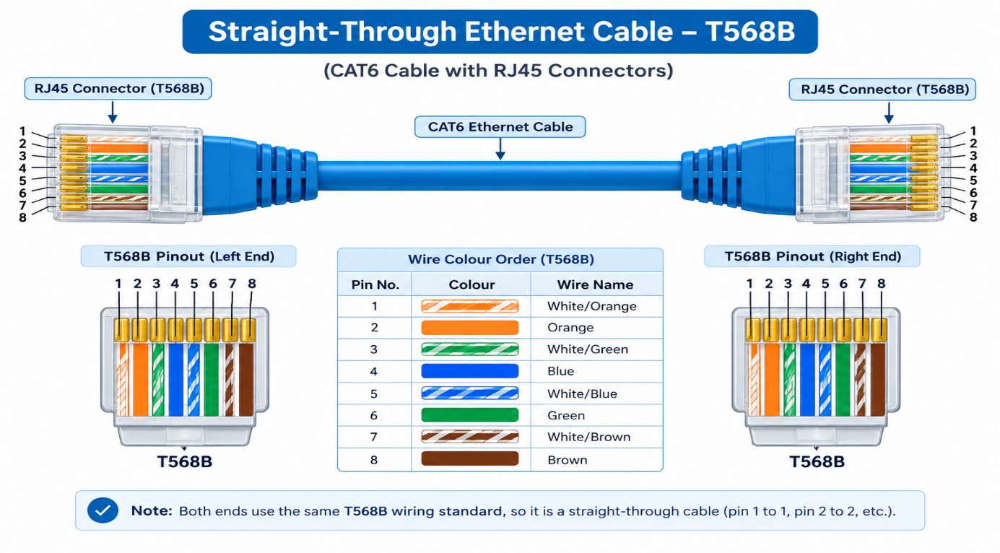 Straight-Through Ethernet Cable – T568B
(CAT6 Cable with RJ45 Connectors)
RJ45 Connector (T568B)
RJ45 Connector (T568B)
CAT6 Ethernet Cable
1
2
3
4
5
6
7
8
1
2
3
4
5
6
7
8
T568B Pinout (Left End)
1 2 3 4 5 6 7 8
T568B
Wire Colour Order (T568B)
Pin No. Colour Wire Name
1 White/Orange
2 Orange
3 White/Green
4 Blue
5 White/Blue
6 Green
7 White/Brown
8 Brown
T568B Pinout (Right End)
1 2 3 4 5 6 7 8
T568B
Note: Both ends use the same T568B wiring standard, so it is a straight-through cable (pin 1 to 1, pin 2 to 2, etc.).